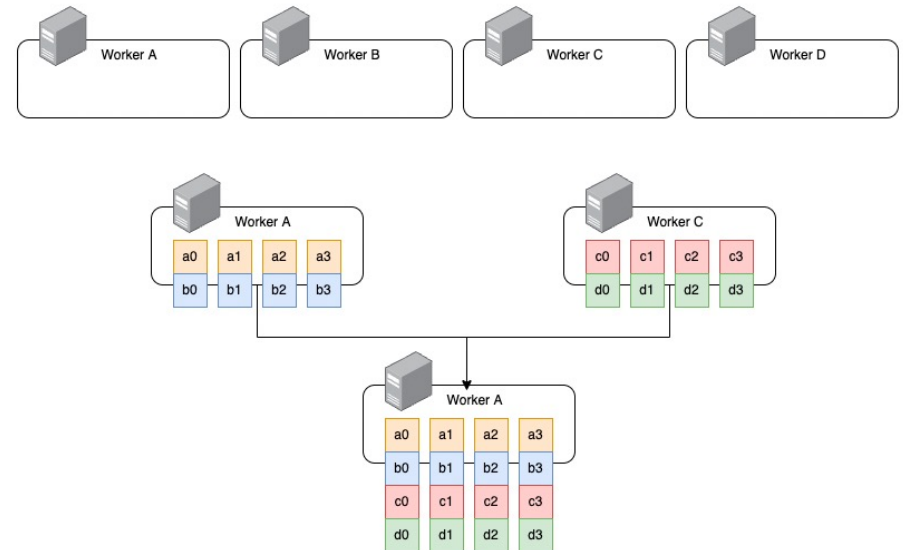 Worker A Worker B Worker C Worker D
Worker A Worker C
a0 a1 a2 a3 c0 c1 c2 c3
b0 b1 b2 b3 d0 d1 d2 d3
Worker A
a0 a1 a2 a3
b0 b1 b2 b3
c0 c1 c2 c3
d0 d1 d2 d3